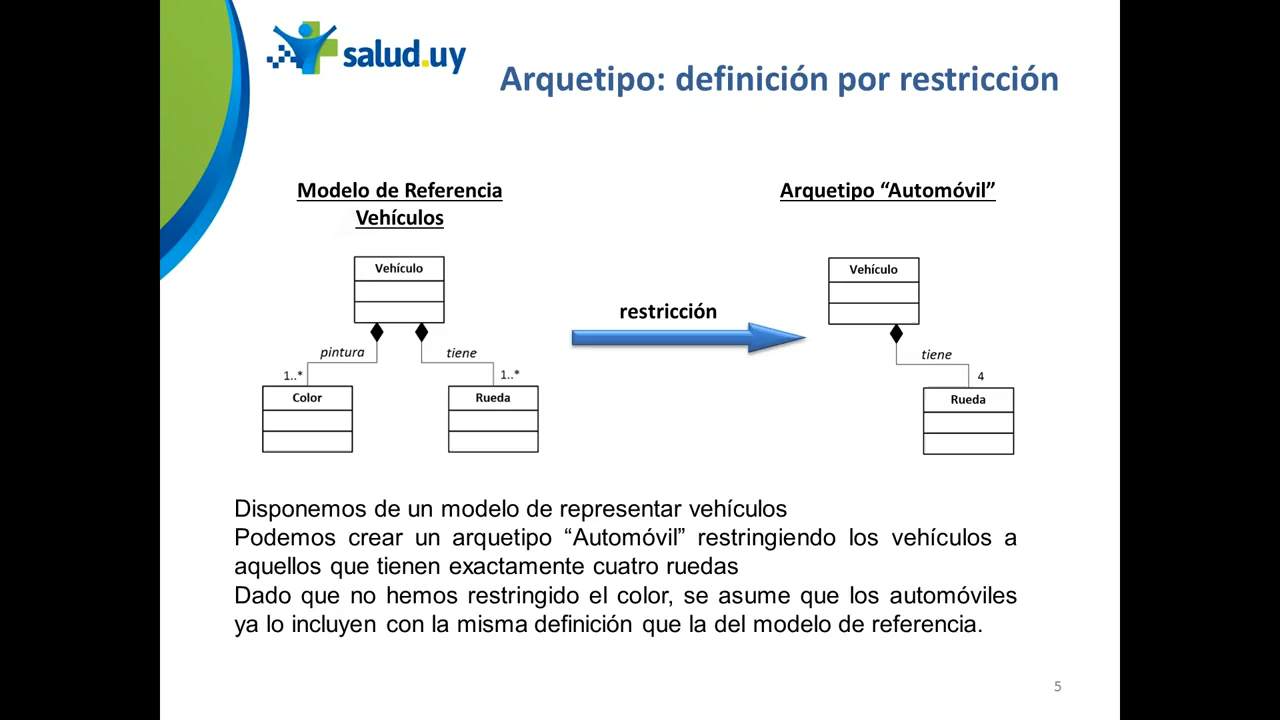 salud.uy
Arquetipo: definición por restricción
Modelo de Referencia
Vehículos
Arquetipo “Automóvil”
Vehículo
pintura
tiene
1..*
1..*
Color
Rueda
restricción
Vehículo
tiene
4
Rueda
Disponemos de un modelo de representar vehículos
Podemos crear un arquetipo “Automóvil” restringiendo los vehículos a
aquellos que tienen exactamente cuatro ruedas
Dado que no hemos restringido el color, se asume que los automóviles
ya lo incluyen con la misma definición que la del modelo de referencia.
5